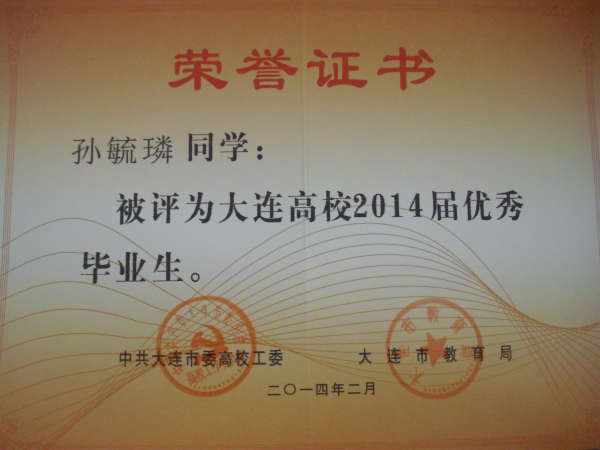 荣誉证书
孙毓璘 同学：
被评为大连高校2014届优秀
毕业生。
中共大连市委高校工委
大连市教育局
二〇一四年二月